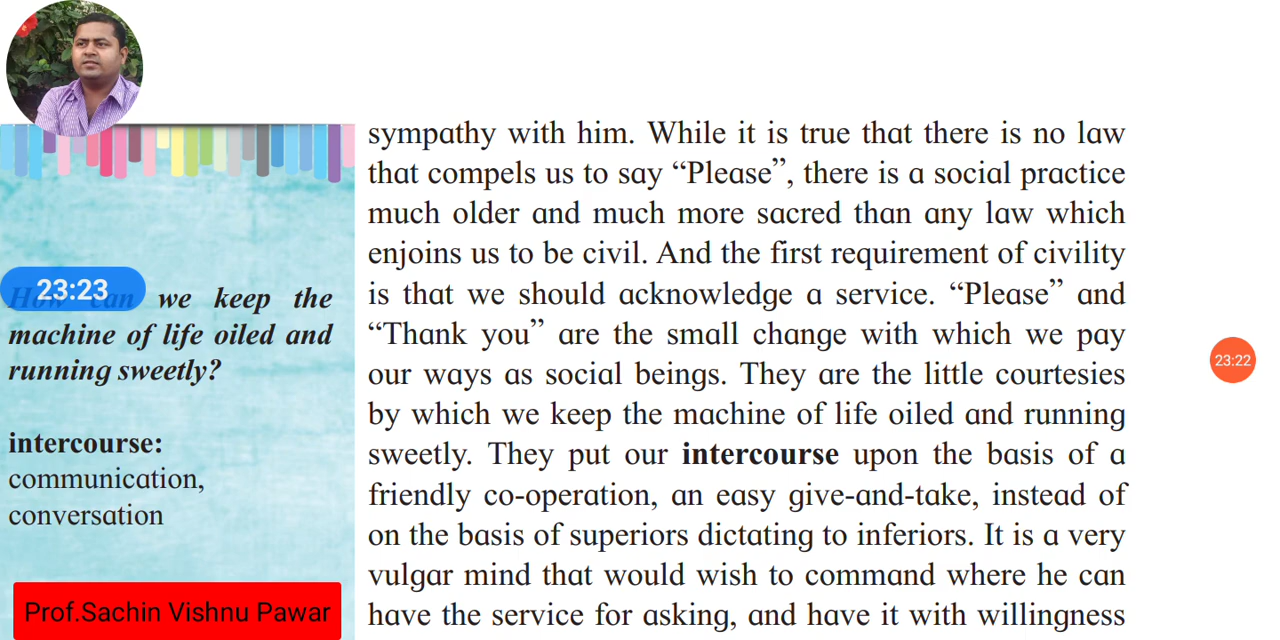 sympathy with him. While it is true that there is no law
that compels us to say “Please”, there is a social practice
much older and much more sacred than any law which
enjoins us to be civil. And the first requirement of civility
is that we should acknowledge a service. “Please” and
“Thank you” are the small change with which we pay
our ways as social beings. They are the little courtesies
by which we keep the machine of life oiled and running
sweetly. They put our intercourse upon the basis of a
friendly co-operation, an easy give-and-take, instead of
on the basis of superiors dictating to inferiors. It is a very
vulgar mind that would wish to command where he can
have the service for asking, and have it with willingness
23:23
How can we keep the
machine of life oiled and
running sweetly?
intercourse:
communication,
conversation
Prof.Sachin Vishnu Pawar
23:22